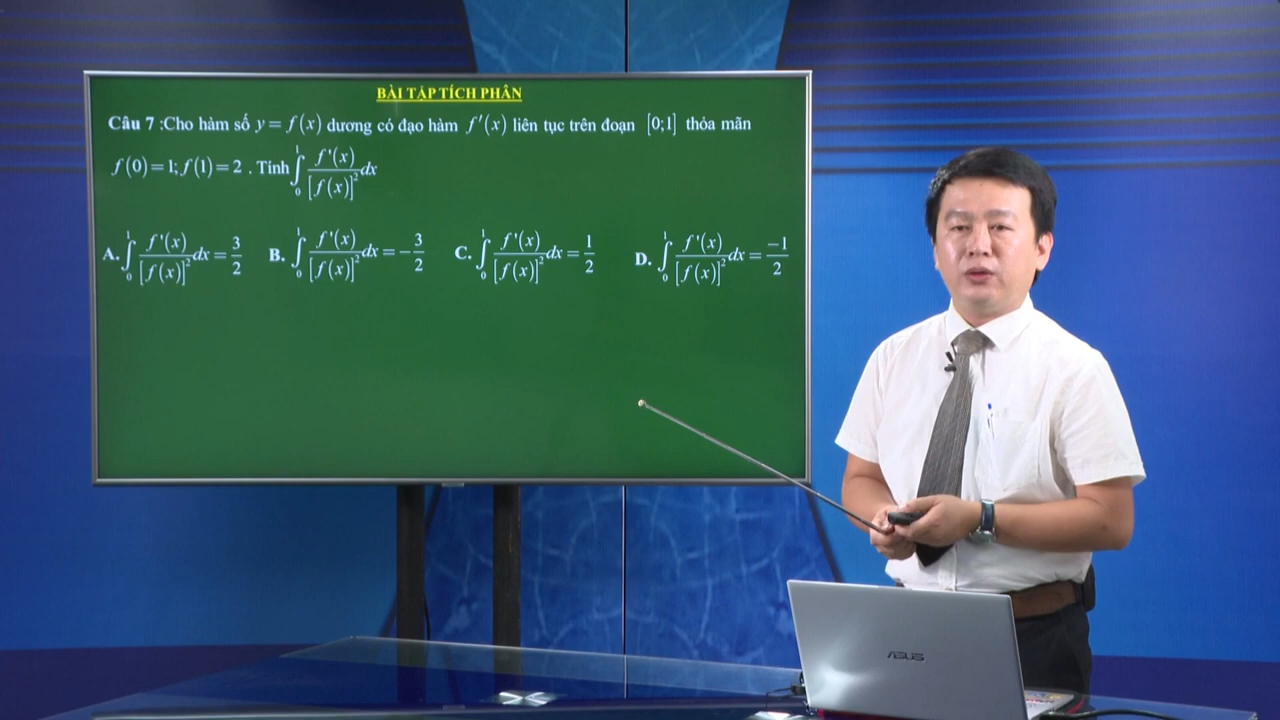 BÀI TẬP TÍCH PHÂN
Câu 7 :Cho hàm số y = f(x) dương có đạo hàm f'(x) liên tục trên đoạn [0;1] thỏa mãn
f(0) = 1; f(1) = 2 . Tính ∫₀¹ f'(x)/[f(x)]² dx
A. ∫₀¹ f'(x)/[f(x)]² dx = 3/2 B. ∫₀¹ f'(x)/[f(x)]² dx = −3/2 C. ∫₀¹ f'(x)/[f(x)]² dx = 1/2 D. ∫₀¹ f'(x)/[f(x)]² dx = −1/2
ASUS